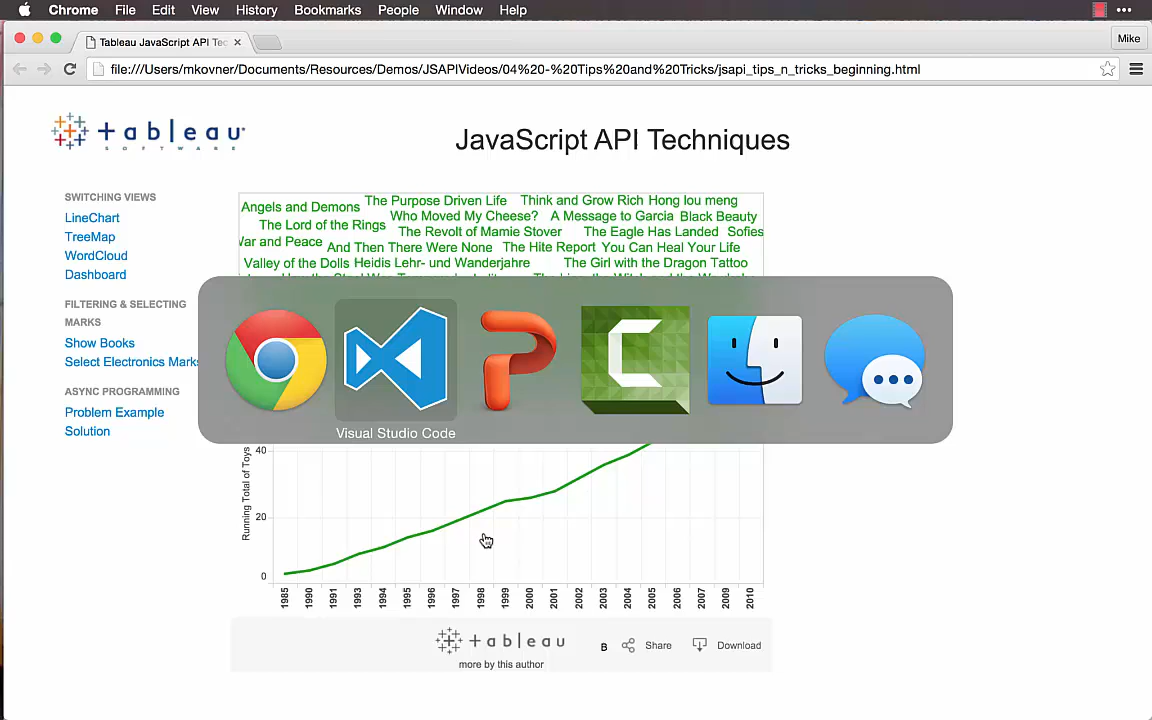 Chrome File Edit View History Bookmarks People Window Help
Tableau JavaScript API Tec
Mike
file:///Users/mkovner/Documents/Resources/Demos/JSAPIVideos/04%20-%20Tips%20and%20Tricks/jsapi_tips_n_tricks_beginning.html
+ableau
SOFTWARE
JavaScript API Techniques
SWITCHING VIEWS
LineChart
TreeMap
WordCloud
Dashboard
FILTERING & SELECTING
MARKS
Show Books
Select Electronics Marks
ASYNC PROGRAMMING
Problem Example
Solution
Angels and Demons The Purpose Driven Life Think and Grow Rich Hong lou meng
The Lord of the Rings Who Moved My Cheese? A Message to Garcia Black Beauty
War and Peace The Revolt of Mamie Stover The Eagle Has Landed Sofies
And Then There Were None The Hite Report You Can Heal Your Life
Valley of the Dolls Heidis Lehr- und Wanderjahre The Girl with the Dragon Tattoo
Visual Studio Code
Running Total of Toys
40
20
0
1985 1990 1991 1993 1994 1995 1996 1997 1998 1999 2000 2001 2002 2003 2004 2005 2006 2007 2009 2010
+ableau
more by this author
B Share Download